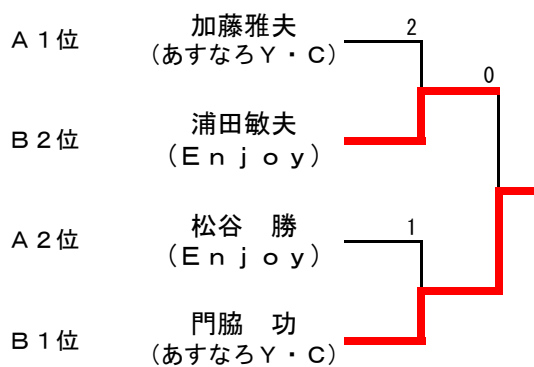 A1位
加藤雅夫
(あすなろY・C)
2
0
B2位
浦田敏夫
(Enjoy)
A2位
松谷　勝
(Enjoy)
1
B1位
門脇　功
(あすなろY・C)